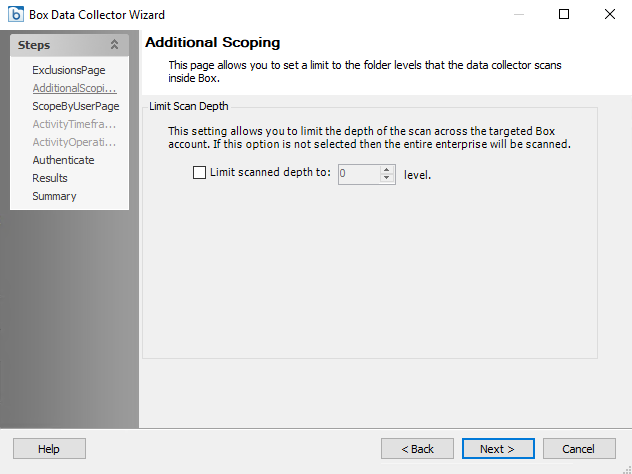 Box Data Collector Wizard
Steps
ExclusionsPage
AdditionalScopi...
ScopeByUserPage
ActivityTimefra...
ActivityOperati...
Authenticate
Results
Summary
Additional Scoping
This page allows you to set a limit to the folder levels that the data collector scans
inside Box.
Limit Scan Depth
This setting allows you to limit the depth of the scan across the targeted Box
account. If this option is not selected then the entire enterprise will be scanned.
Limit scanned depth to: 0 level.
Help
< Back
Next >
Cancel